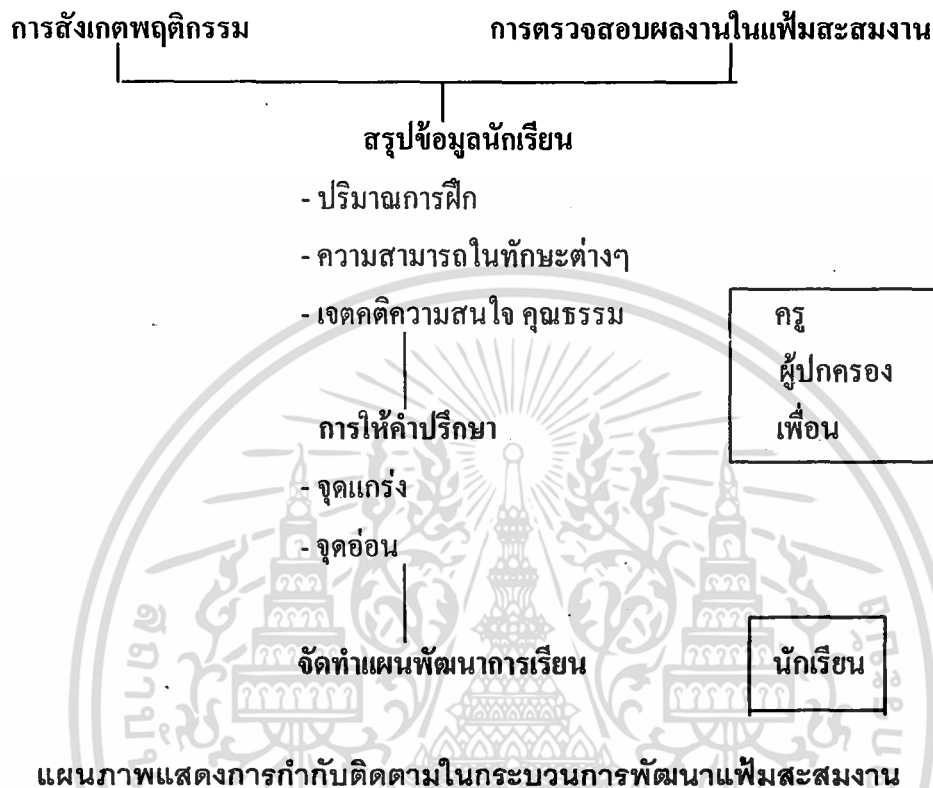 การสังเกตพฤติกรรม
การตรวจสอบผลงานในแฟ้มสะสมงาน
สรุปข้อมูลนักเรียน
- ปริมาณการฝึก
- ความสามารถในทักษะต่างๆ
- เจตคติความสนใจ คุณธรรม
ครู
ผู้ปกครอง
เพื่อน
การให้คำปรึกษา
- จุดแกร่ง
- จุดอ่อน
จัดทำแผนพัฒนาการเรียน
นักเรียน
แผนภาพแสดงการกำกับติดตามในกระบวนการพัฒนาแฟ้มสะสมงาน